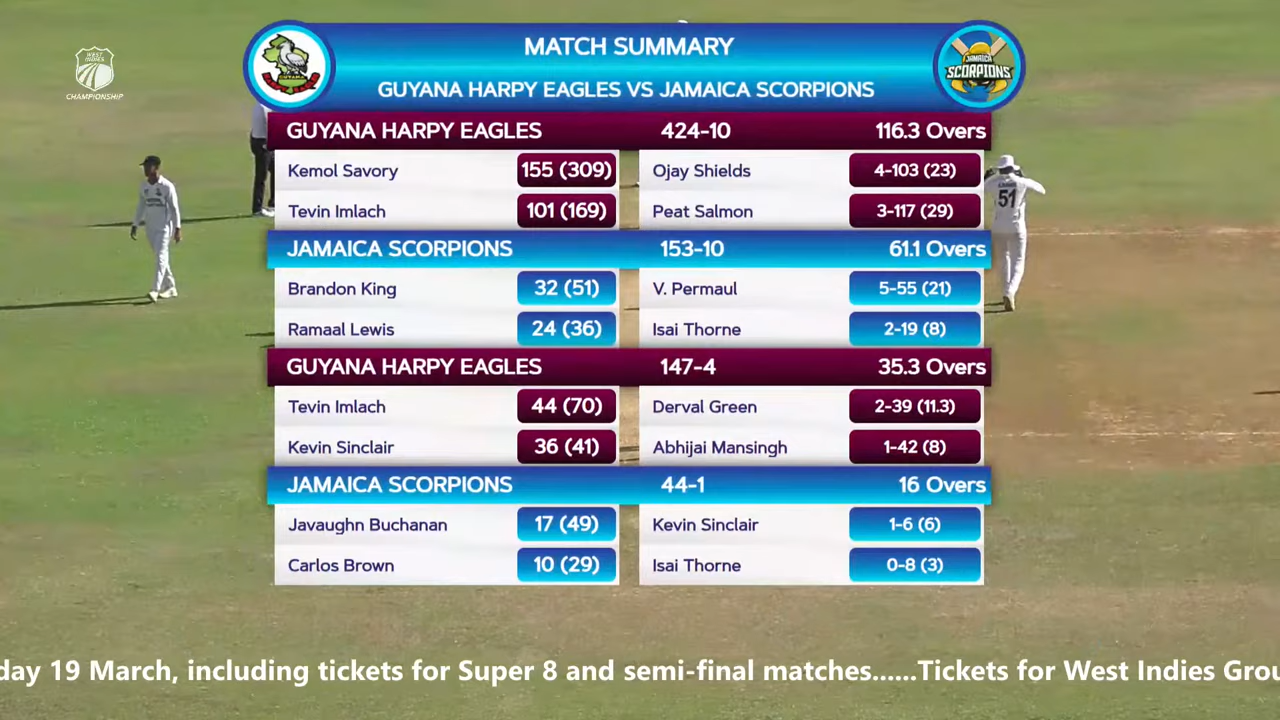 WEST INDIES
CHAMPIONSHIP
MATCH SUMMARY
GUYANA HARPY EAGLES VS JAMAICA SCORPIONS
JAMAICA
SCORPIONS
GUYANA HARPY EAGLES 424-10 116.3 Overs
Kemol Savory 155 (309) Ojay Shields 4-103 (23)
Tevin Imlach 101 (169) Peat Salmon 3-117 (29)
51
JAMAICA SCORPIONS 153-10 61.1 Overs
Brandon King 32 (51) V. Permaul 5-55 (21)
Ramaal Lewis 24 (36) Isai Thorne 2-19 (8)
GUYANA HARPY EAGLES 147-4 35.3 Overs
Tevin Imlach 44 (70) Derval Green 2-39 (11.3)
Kevin Sinclair 36 (41) Abhijai Mansingh 1-42 (8)
JAMAICA SCORPIONS 44-1 16 Overs
Javaughn Buchanan 17 (49) Kevin Sinclair 1-6 (6)
Carlos Brown 10 (29) Isai Thorne 0-8 (3)
day 19 March, including tickets for Super 8 and semi-final matches......Tickets for West Indies Grou